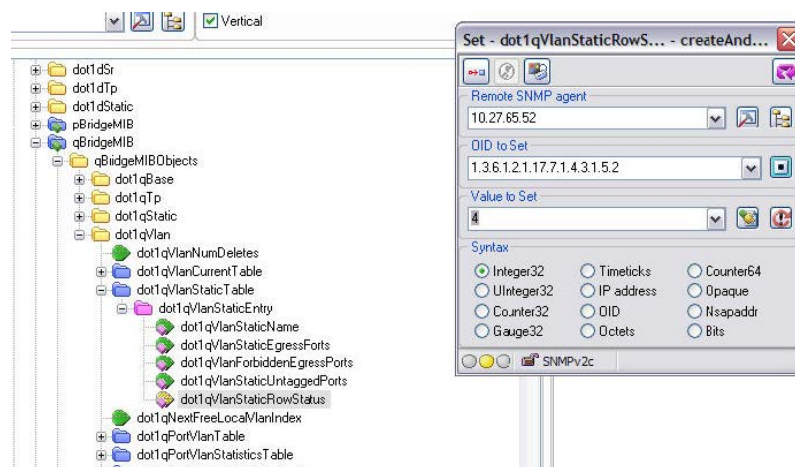 Vertical
dot1dSr
dot1dTp
dot1dStatic
pBridgeMIB
qBridgeMIB
qBridgeMIBObjects
dot1qBase
dot1qTp
dot1qStatic
dot1qVlan
dot1qVlanNumDeletes
dot1qVlanCurrentTable
dot1qVlanStaticTable
dot1qVlanStaticEntry
dot1qVlanStaticName
dot1qVlanStaticEgressPorts
dot1qVlanForbiddenEgressPorts
dot1qVlanStaticUntaggedPorts
dot1qVlanStaticRowStatus
dot1qNextFreeLocalVlanIndex
dot1qPortVlanTable
dot1qPortVlanStatisticsTable
Set - dot1qVlanStaticRowS... - createAnd...
Remote SNMP agent
10.27.65.52
OID to Set
1.3.6.1.2.1.17.7.1.4.3.1.5.2
Value to Set
4
Syntax
Integer32 Timeticks Counter64
UInteger32 IP address Opaque
Counter32 OID Nsapaddr
Gauge32 Octets Bits
SNMPv2c